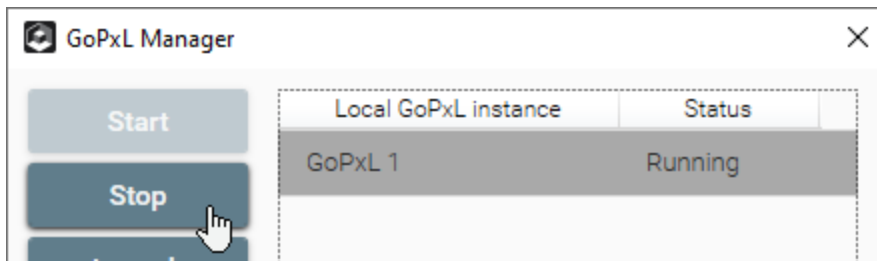 GoPxL Manager
Start
Local GoPxL instance Status
GoPxL 1 Running
Stop